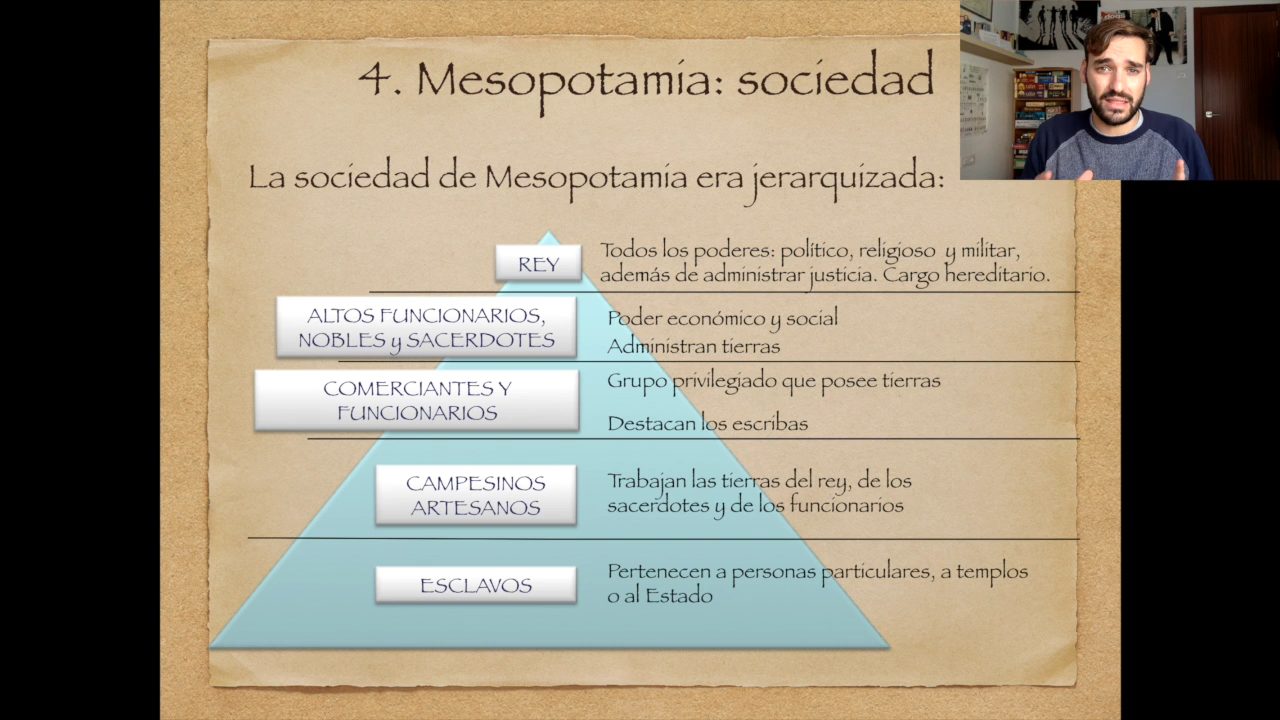 4. Mesopotamia: sociedad
La sociedad de Mesopotamia era jerarquizada:
REY
Todos los poderes: político, religioso y militar,
además de administrar justicia. Cargo hereditario.
ALTOS FUNCIONARIOS,
NOBLES y SACERDOTES
Poder económico y social
Administran tierras
COMERCIANTES Y
FUNCIONARIOS
Grupo privilegiado que posee tierras
Destacan los escribas
CAMPESINOS
ARTESANOS
Trabajan las tierras del rey, de los
sacerdotes y de los funcionarios
ESCLAVOS
Pertenecen a personas particulares, a templos
o al Estado